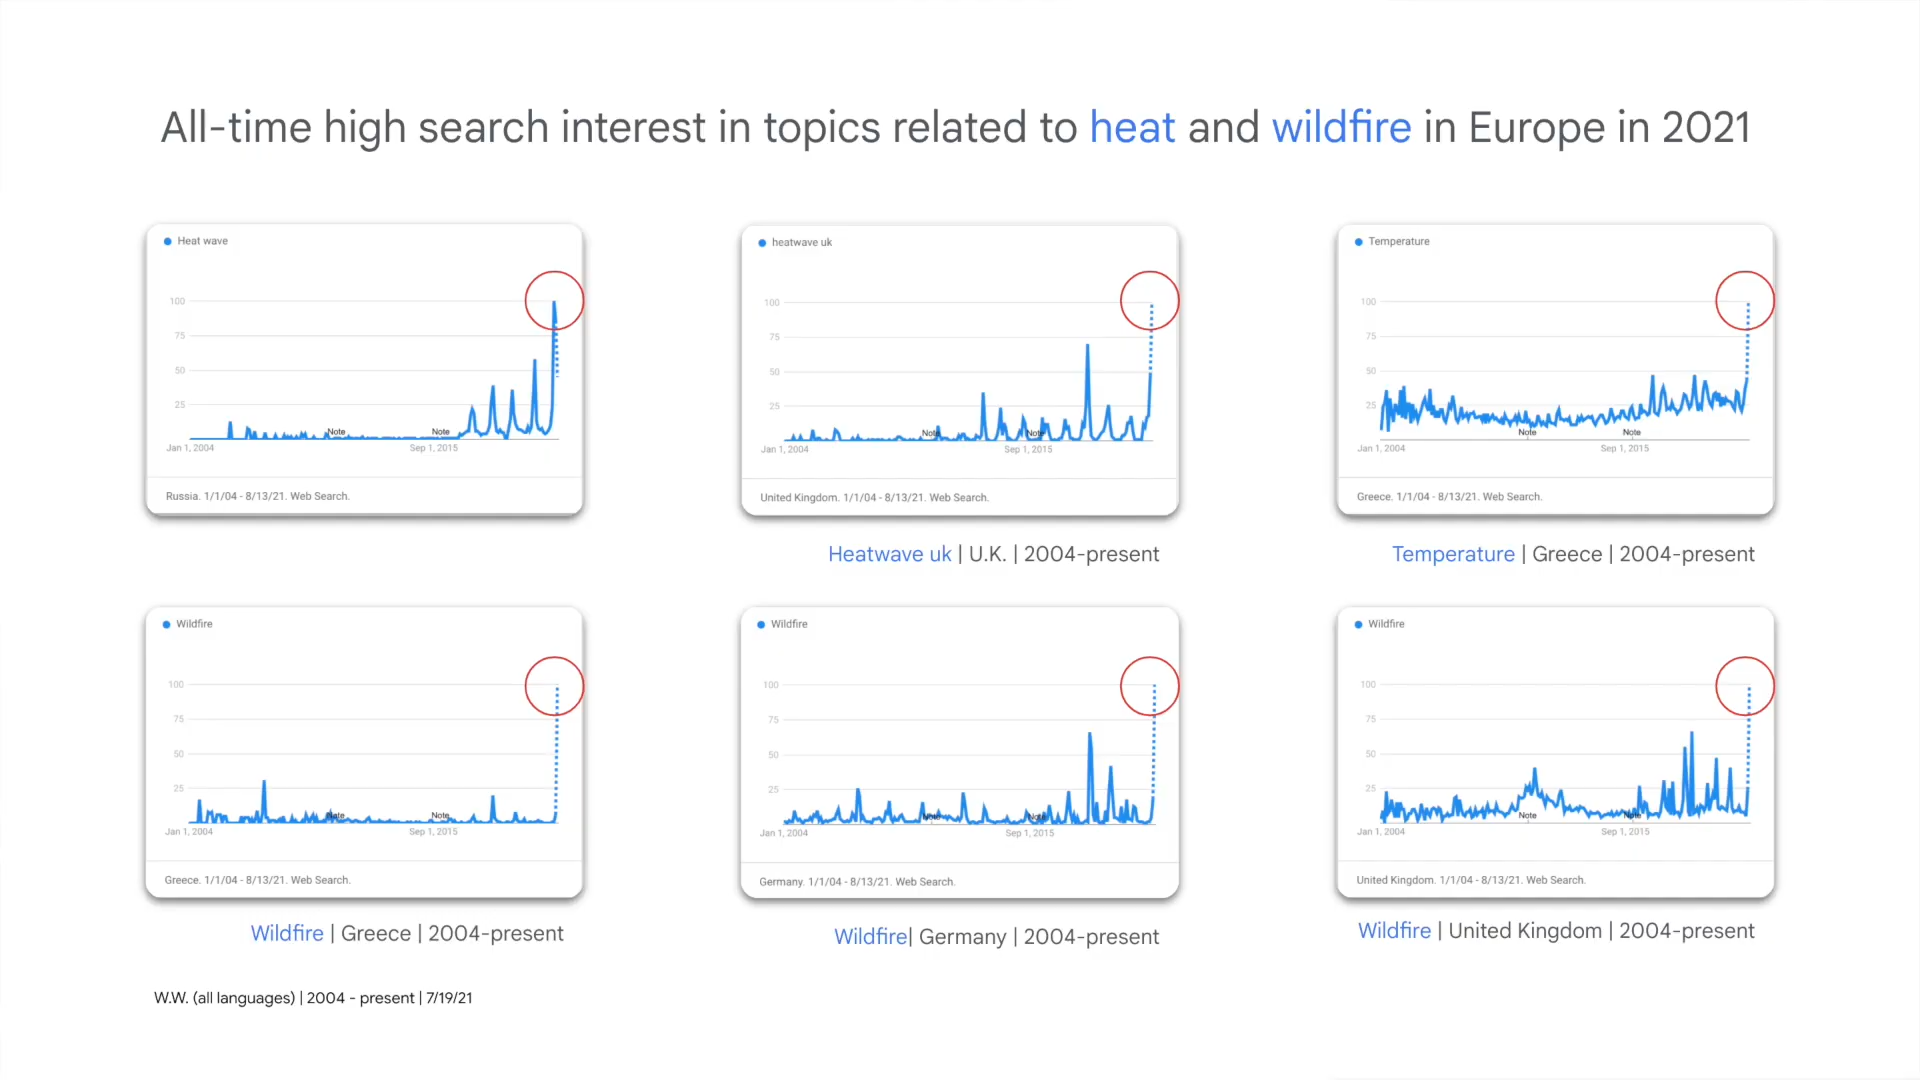 All-time high search interest in topics related to heat and wildfire in Europe in 2021
Heat wave
100
75
50
25
Note
Note
Jan 1, 2004
Sep 1, 2015
Russia. 1/1/04 - 8/13/21. Web Search.
heatwave uk
100
75
50
25
Note
Note
Jan 1, 2004
Sep 1, 2015
United Kingdom. 1/1/04 - 8/13/21. Web Search.
Heatwave uk | U.K. | 2004-present
Temperature
100
75
50
25
Note
Note
Jan 1, 2004
Sep 1, 2015
Greece. 1/1/04 - 8/13/21. Web Search.
Temperature | Greece | 2004-present
Wildfire
100
75
50
25
Note
Note
Jan 1, 2004
Sep 1, 2015
Greece. 1/1/04 - 8/13/21. Web Search.
Wildfire | Greece | 2004-present
Wildfire
100
75
50
25
Note
Note
Jan 1, 2004
Sep 1, 2015
Germany. 1/1/04 - 8/13/21. Web Search.
Wildfire| Germany | 2004-present
Wildfire
100
75
50
25
Note
Note
Jan 1, 2004
Sep 1, 2015
United Kingdom. 1/1/04 - 8/13/21. Web Search.
Wildfire | United Kingdom | 2004-present
W.W. (all languages) | 2004 - present | 7/19/21